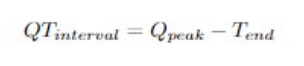 QT_{interval} = Q_{peak} − T_{end}